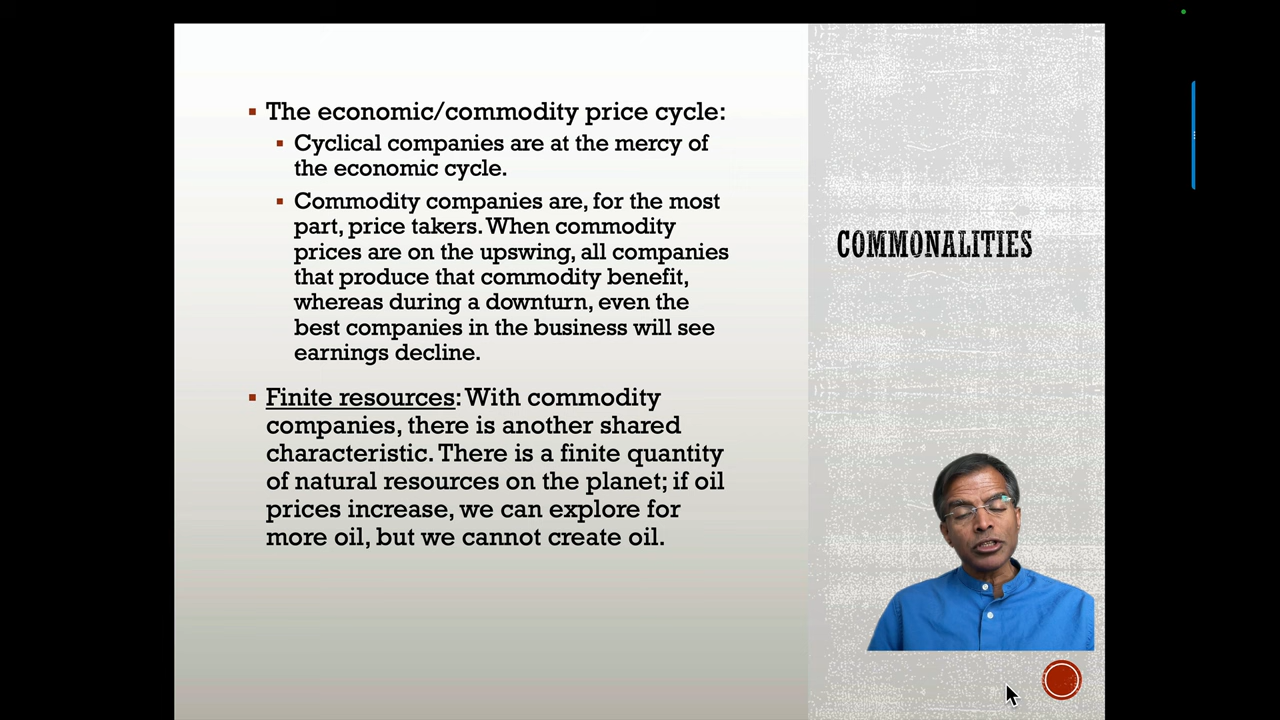 ▪ The economic/commodity price cycle:
▪ Cyclical companies are at the mercy of
the economic cycle.
▪ Commodity companies are, for the most
part, price takers. When commodity
prices are on the upswing, all companies
that produce that commodity benefit,
whereas during a downturn, even the
best companies in the business will see
earnings decline.
▪ Finite resources: With commodity
companies, there is another shared
characteristic. There is a finite quantity
of natural resources on the planet; if oil
prices increase, we can explore for
more oil, but we cannot create oil.
COMMONALITIES